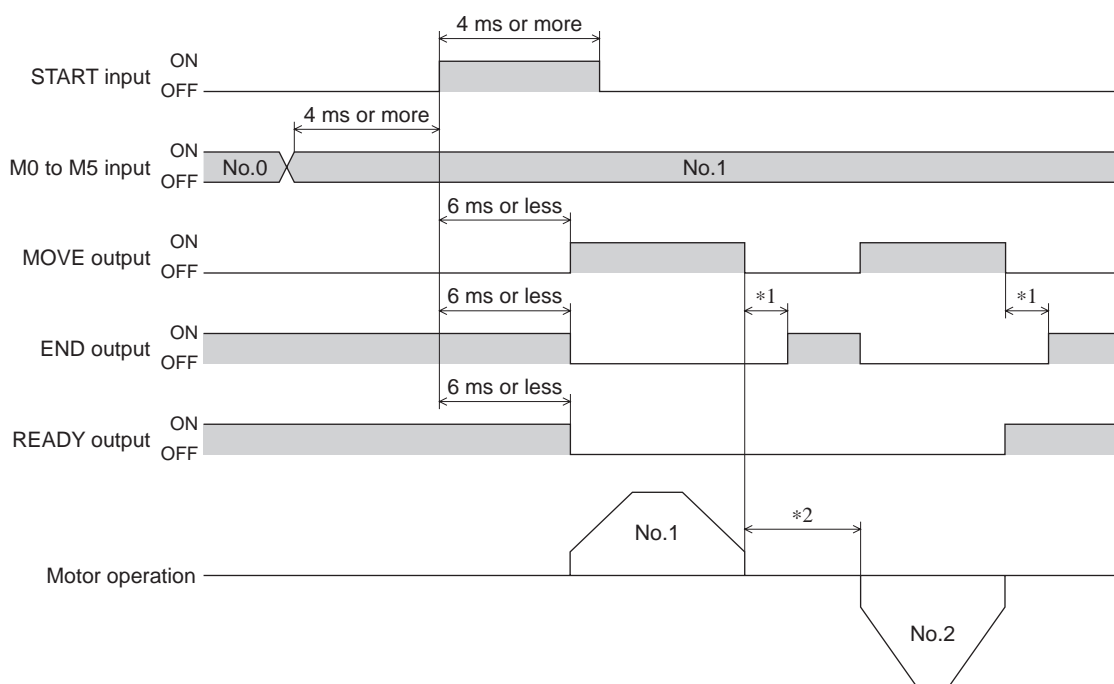 4 ms or more
START input ON
OFF
4 ms or more
M0 to M5 input ON
OFF
No.0
No.1
6 ms or less
MOVE output ON
OFF
6 ms or less
*1
*1
END output ON
OFF
6 ms or less
READY output ON
OFF
*2
No.1
Motor operation
No.2